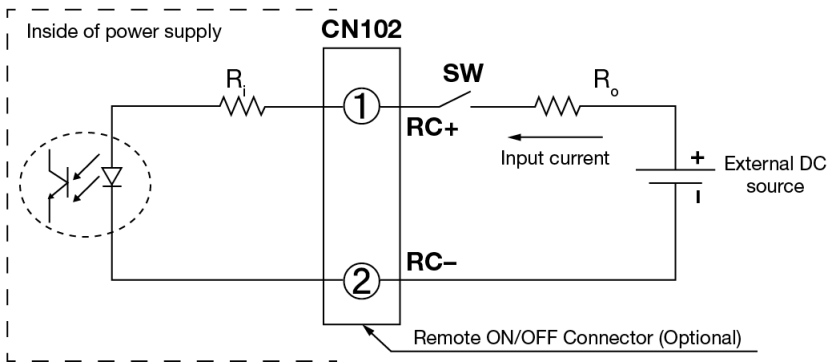 Inside of power supply
CN102
Ri
1
RC+
SW
Ro
Input current
+
External DC
source
2
RC−
Remote ON/OFF Connector (Optional)